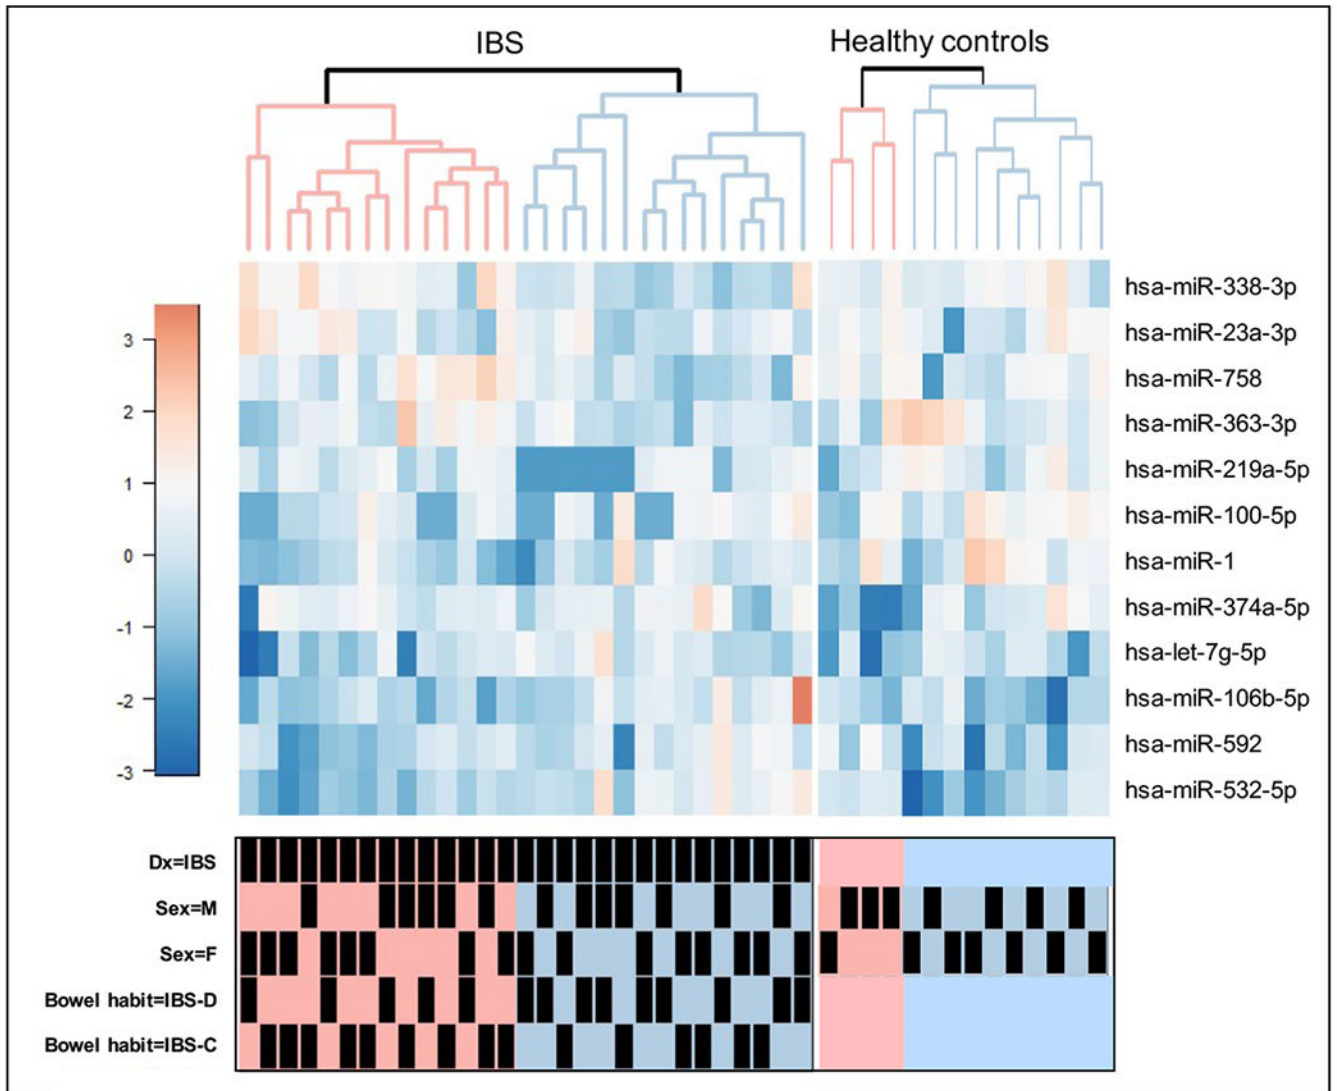 IBS
Healthy controls
hsa-miR-338-3p
hsa-miR-23a-3p
hsa-miR-758
hsa-miR-363-3p
hsa-miR-219a-5p
hsa-miR-100-5p
hsa-miR-1
hsa-miR-374a-5p
hsa-let-7g-5p
hsa-miR-106b-5p
hsa-miR-592
hsa-miR-532-5p
3
2
1
0
-1
-2
-3
Dx=IBS
Sex=M
Sex=F
Bowel habit=IBS-D
Bowel habit=IBS-C